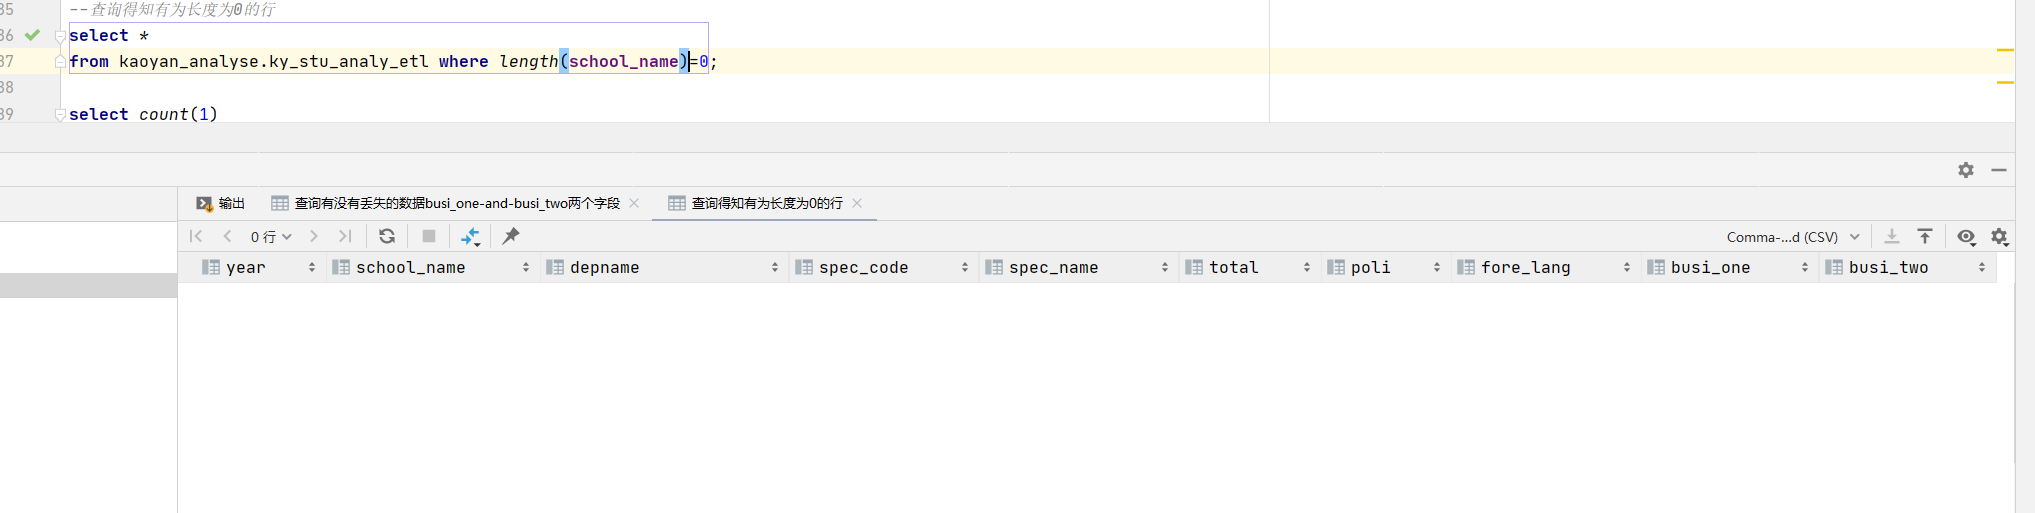 35 --查询得知有为长度为0的行
36 select *
37 from kaoyan_analyse.ky_stu_analy_etl where length(school_name)=0;
38
39 select count(1)
输出 查询有没有丢失的数据busi_one-and-busi_two两个字段 查询得知有为长度为0的行
0 行 Comma-...d (CSV)
year school_name depname spec_code spec_name total poli fore_lang busi_one busi_two